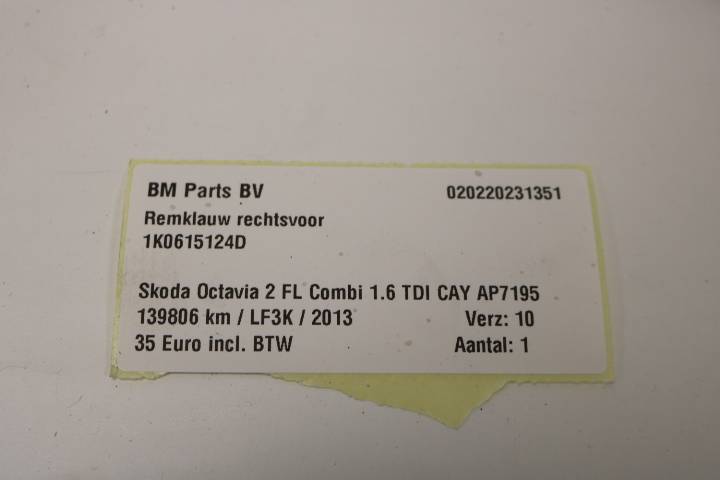 BM Parts BV 020220231351
Remklauw rechtsvoor
1K0615124D
Skoda Octavia 2 FL Combi 1.6 TDI CAY AP7195
139806 km / LF3K / 2013 Verz: 10
35 Euro incl. BTW Aantal: 1